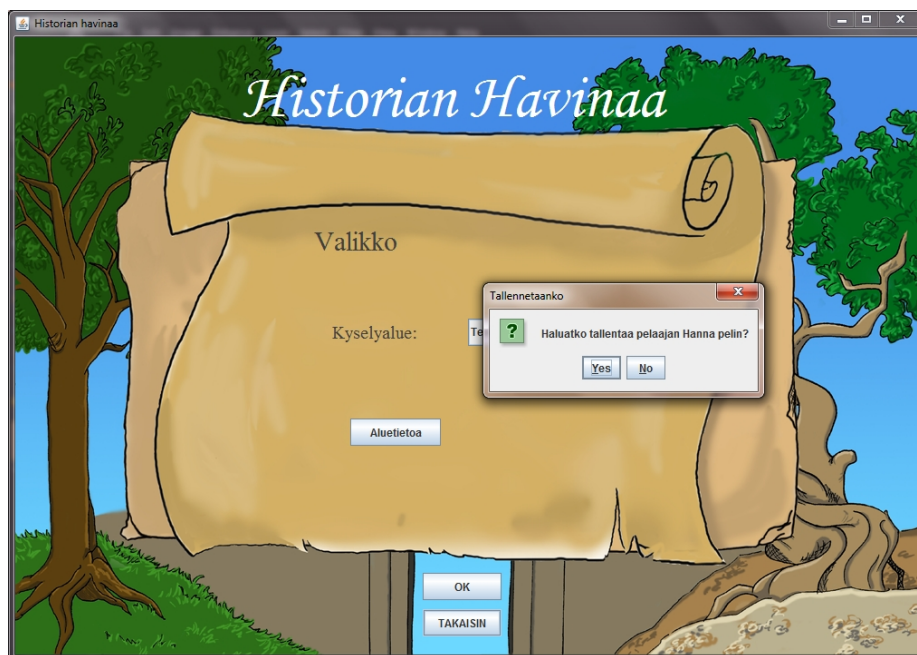 Historian havinaa
Historian Havinaa
Valikko
Tallennetaanko
Kyselyalue:
Haluatko tallentaa pelaajan Hanna pelin?
Yes No
Aluetietoa
OK
TAKAISIN